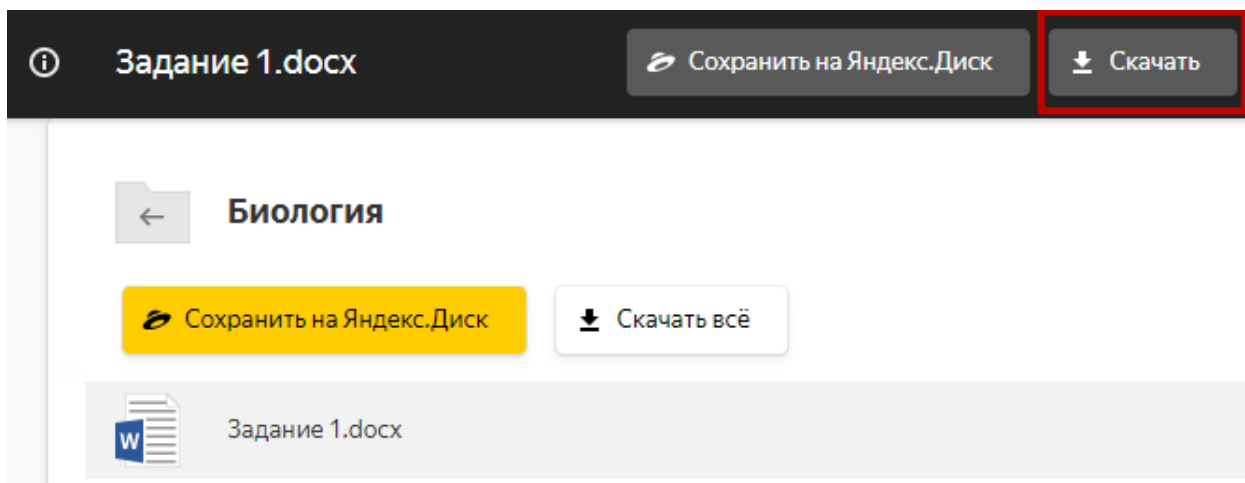 Задание 1.docx Сохранить на Яндекс.Диск Скачать
Биология
Сохранить на Яндекс.Диск Скачать всё
W Задание 1.docx